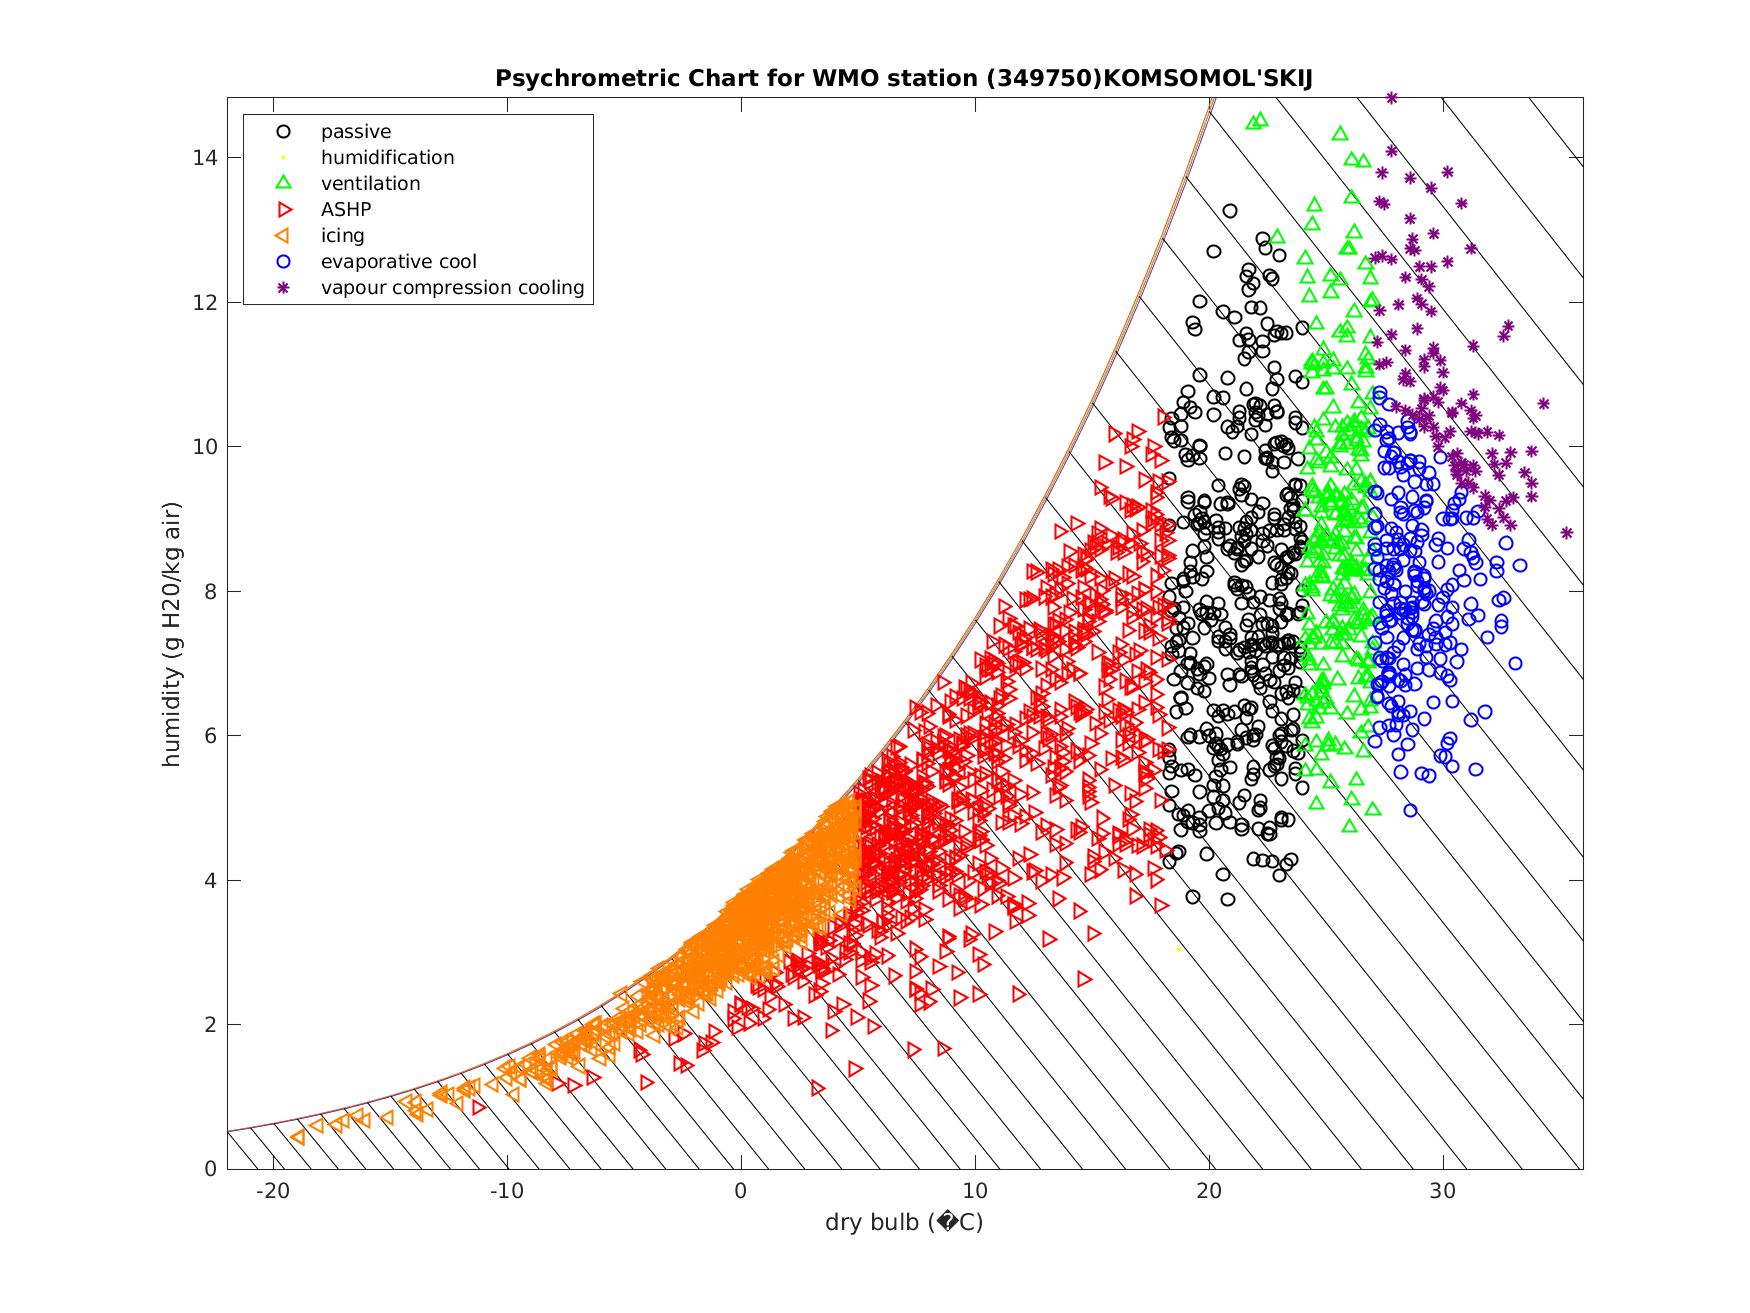 Psychrometric Chart for WMO station (349750)KOMSOMOL'SKIJ
passive
humidification
ventilation
ASHP
icing
evaporative cool
vapour compression cooling
humidity (g H20/kg air)
14
12
10
8
6
4
2
0
-20 -10 0 10 20 30
dry bulb (�C)